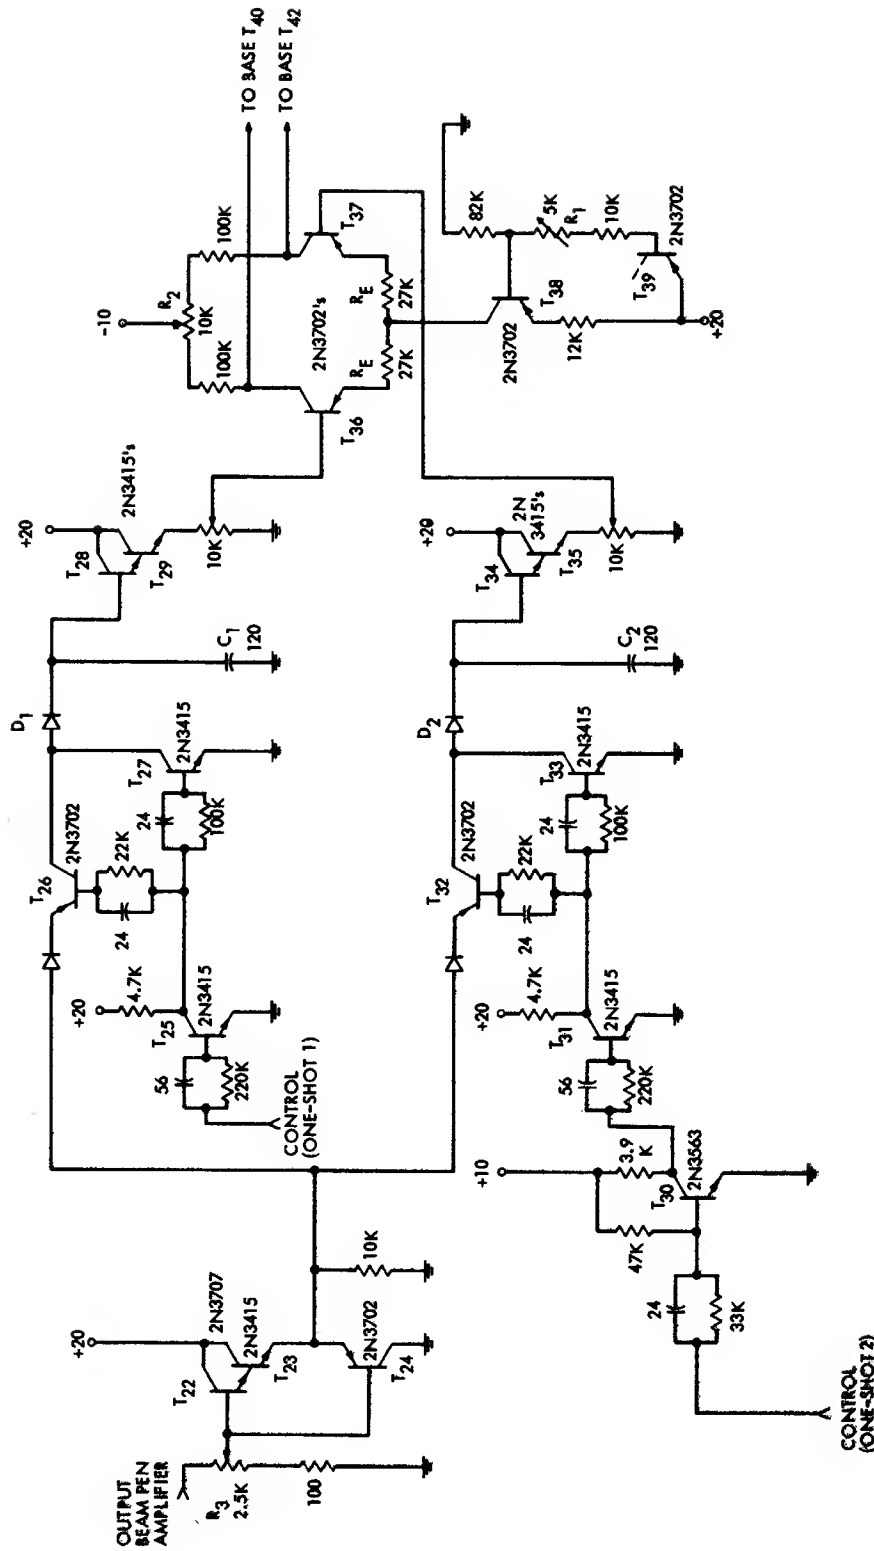 OUTPUT
BEAM PEN
AMPLIFIER
R3
2.5K
100
+20
T22
2N3707
2N3415
T23
2N3702
T24
10K
CONTROL
(ONE-SHOT 1)
56
220K
+20
4.7K
T25
2N3415
24
22K
T26
2N3702
24
100K
T27
2N3415
D1
C1
120
+20
T28
T29
2N3415's
10K
CONTROL
(ONE-SHOT 2)
24
33K
47K
+10
3.9
K
T30
2N3563
56
220K
+20
4.7K
T31
2N3415
24
22K
T32
2N3702
24
100K
T33
2N3415
D2
C2
120
+20
T34
T35
2N
3415's
10K
-10
R2
10K
100K
100K
TO BASE T40
TO BASE T42
T36
T37
2N3702's
RE
27K
RE
27K
82K
5K
R1
10K
T38
2N3702
12K
T39
2N3702
+20